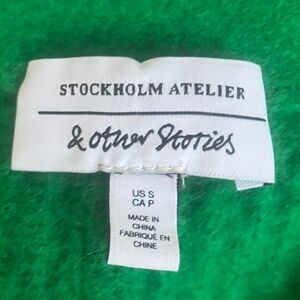 STOCKHOLM ATELIER
& other Stories
US S
CA P
MADE IN
CHINA
FABRIQUÉ EN
CHINE